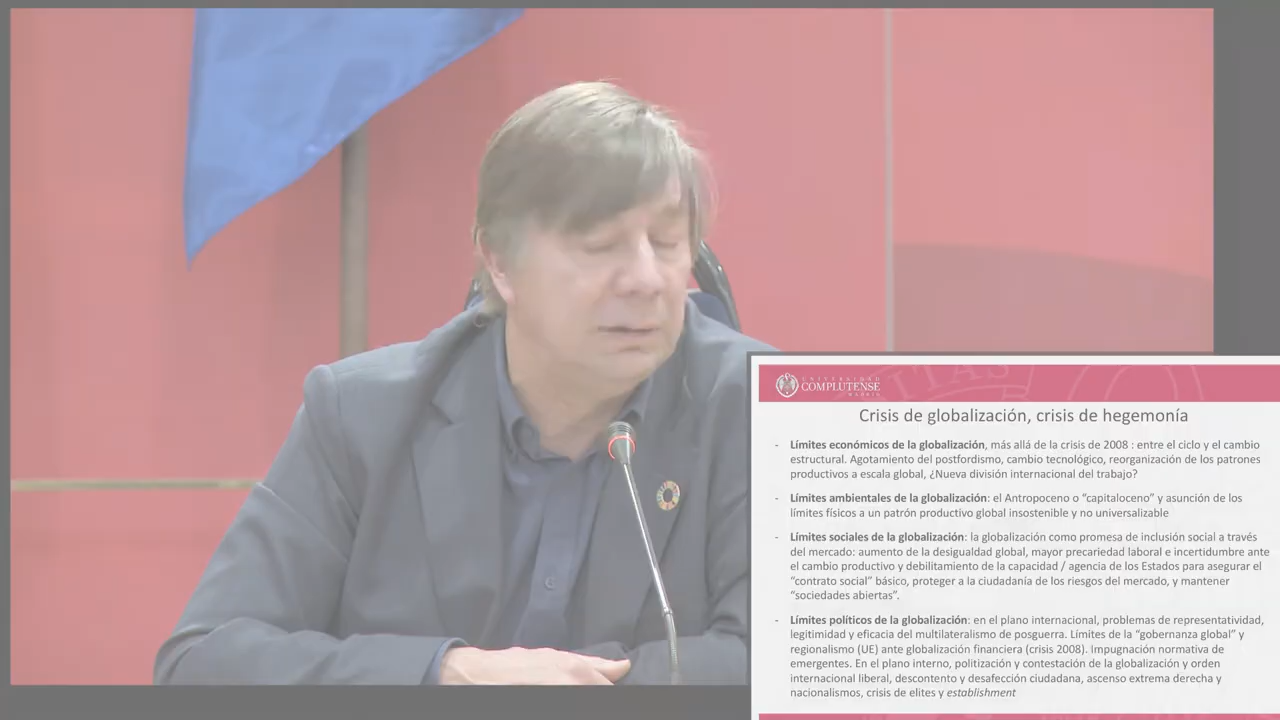 UNIVERSIDAD
COMPLUTENSE
MADRID
Crisis de globalización, crisis de hegemonía
- Límites económicos de la globalización, más allá de la crisis de 2008 : entre el ciclo y el cambio
estructural. Agotamiento del postfordismo, cambio tecnológico, reorganización de los patrones
productivos a escala global, ¿Nueva división internacional del trabajo?
- Límites ambientales de la globalización: el Antropoceno o “capitaloceno” y asunción de los
límites físicos a un patrón productivo global insostenible y no universalizable
- Límites sociales de la globalización: la globalización como promesa de inclusión social a través
del mercado: aumento de la desigualdad global, mayor precariedad laboral e incertidumbre ante
el cambio productivo y debilitamiento de la capacidad / agencia de los Estados para asegurar el
“contrato social” básico, proteger a la ciudadanía de los riesgos del mercado, y mantener
“sociedades abiertas”.
- Límites políticos de la globalización: en el plano internacional, problemas de representatividad,
legitimidad y eficacia del multilateralismo de posguerra. Límites de la “gobernanza global” y
regionalismo (UE) ante globalización financiera (crisis 2008). Impugnación normativa de
emergentes. En el plano interno, politización y contestación de la globalización y orden
internacional liberal, descontento y desafección ciudadana, ascenso extrema derecha y
nacionalismos, crisis de elites y establishment